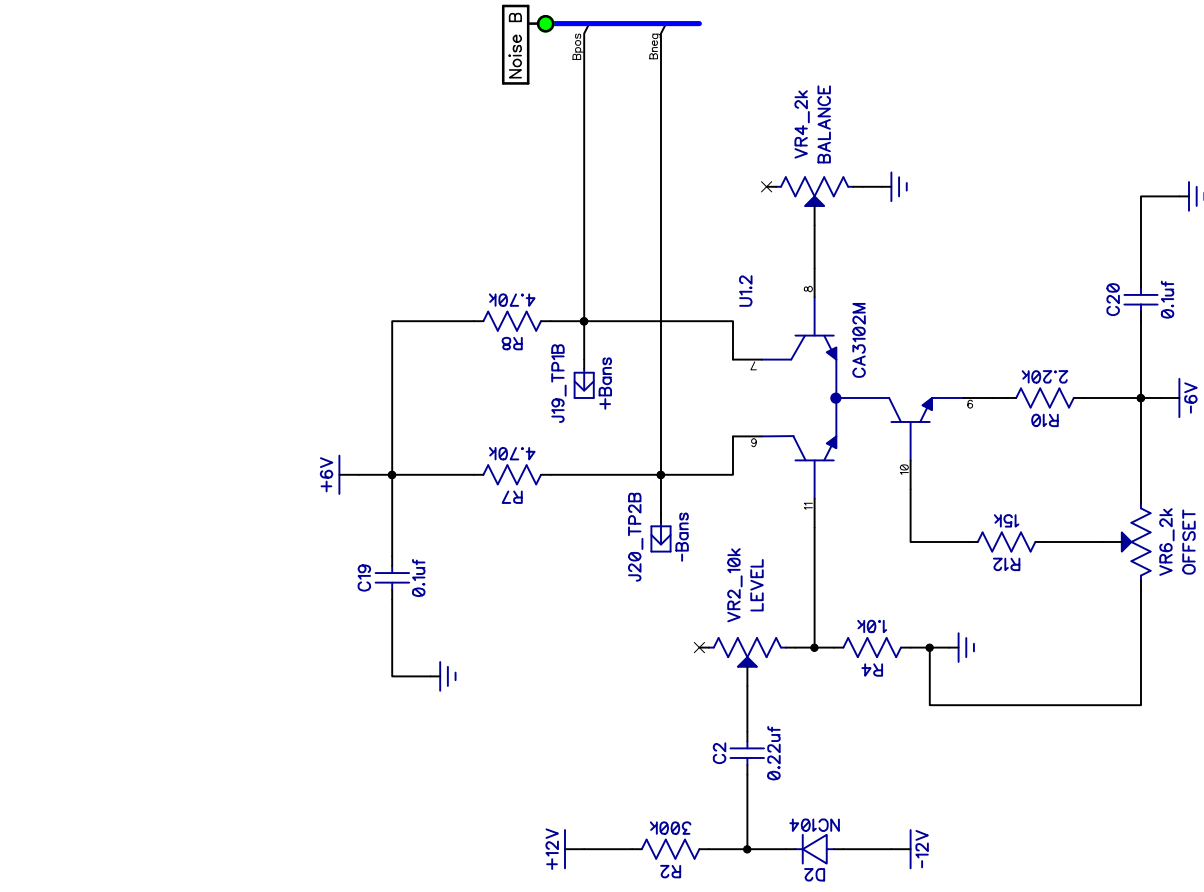 Noise B
Bpos
Bneg
VR4_2k
BALANCE
U1.2
8
CA3102M
4.70k
R8
7
J19_TP1B
+Bans
C20
0.1uf
2.20k
R10
6
-6V
+6V
4.70k
R7
9
J20_TP2B
-Bans
10
11
15k
R12
VR6_2k
OFFSET
C19
0.1uf
VR2_10k
LEVEL
1.0k
R4
C2
0.22uf
+12V
300k
R2
NC104
D2
-12V